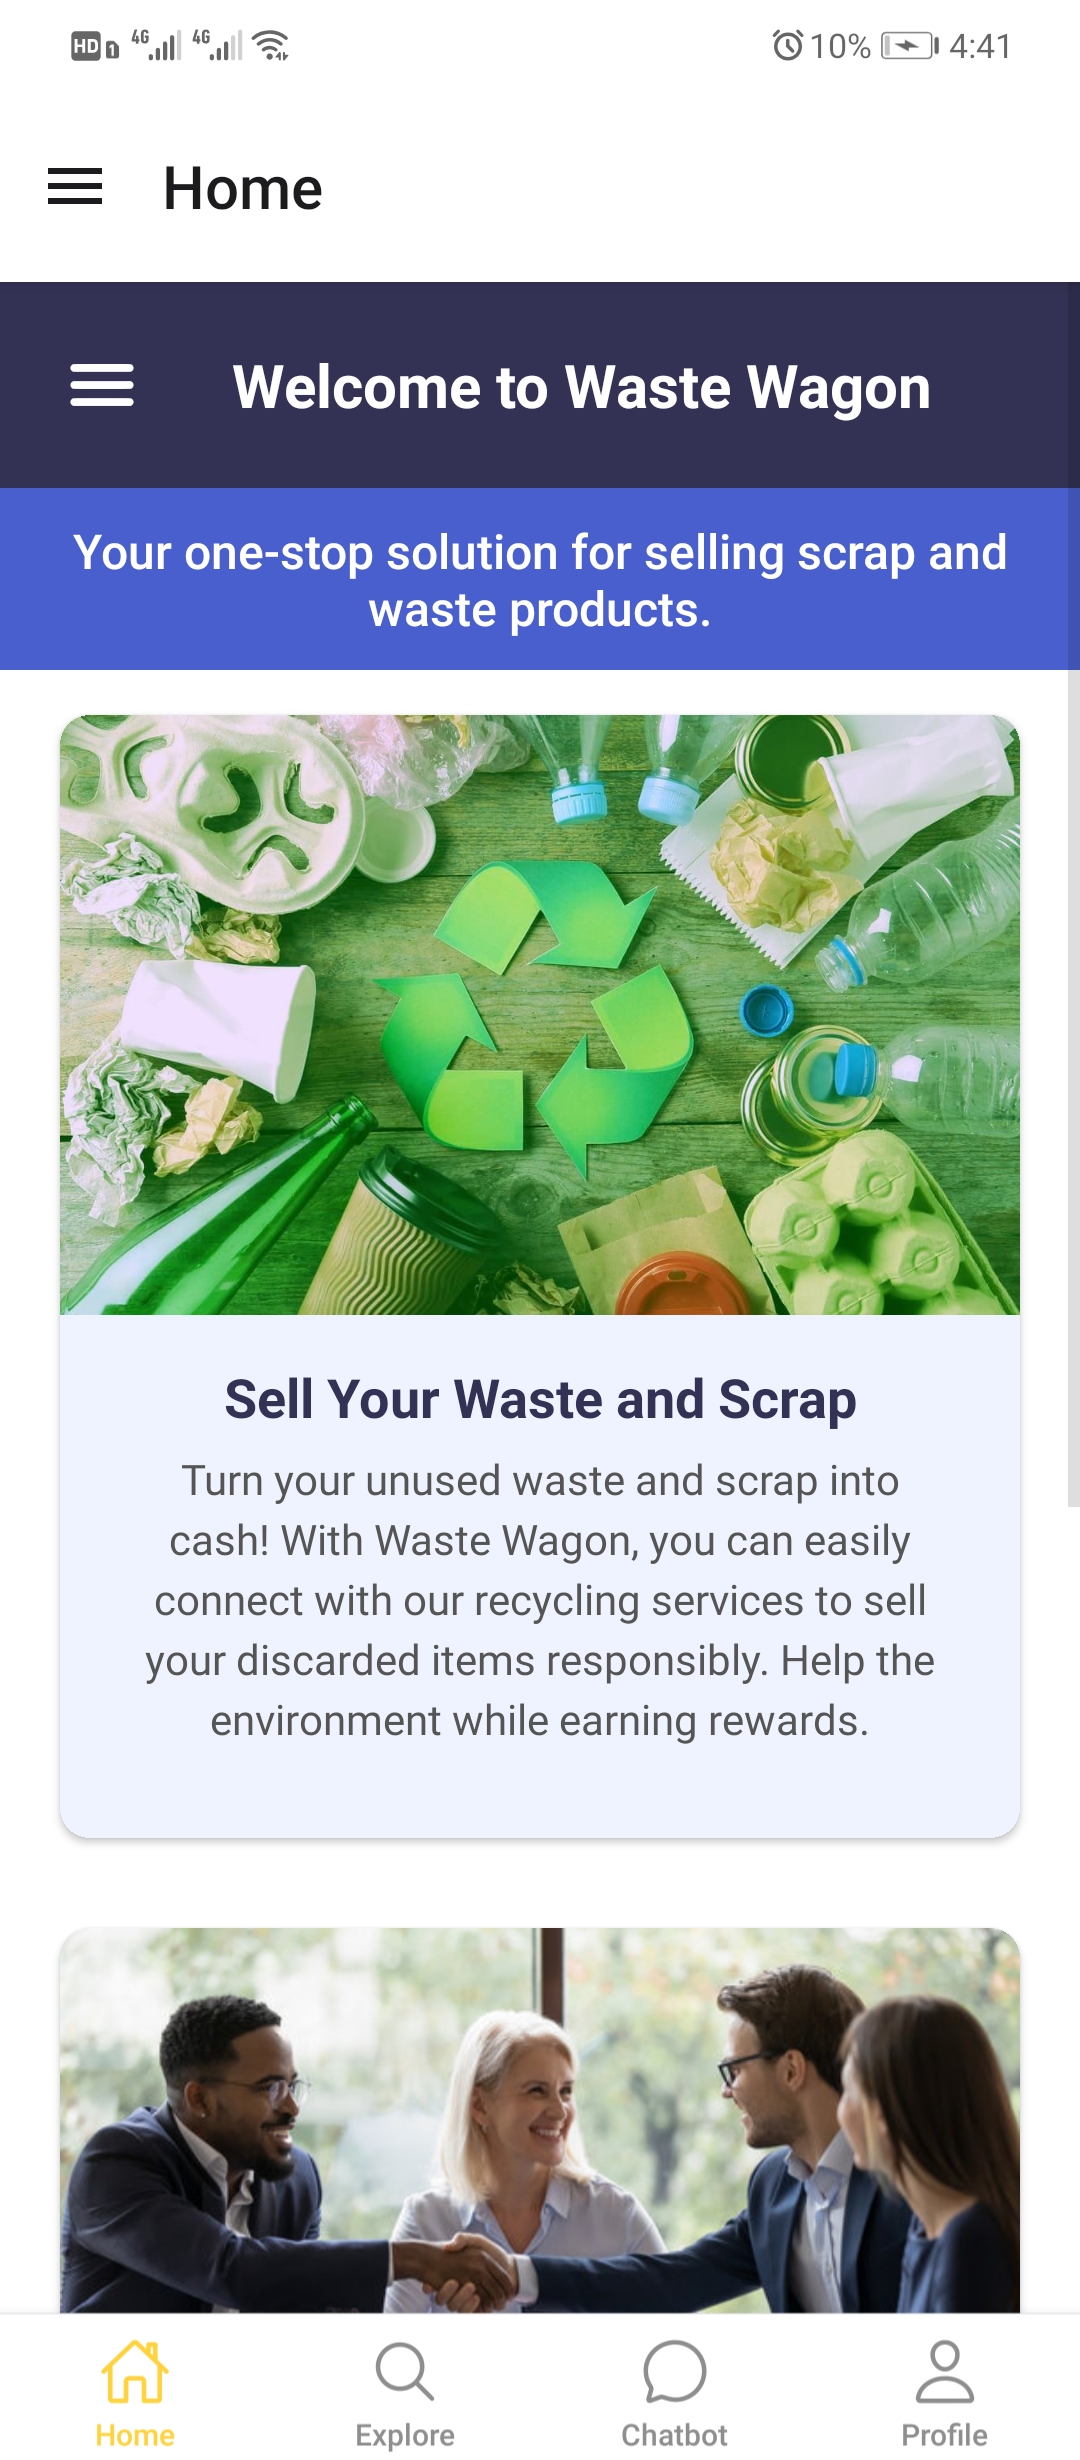 HD 1 4G 4G 10% 4:41
Home
Welcome to Waste Wagon
Your one-stop solution for selling scrap and
waste products.
Sell Your Waste and Scrap
Turn your unused waste and scrap into
cash! With Waste Wagon, you can easily
connect with our recycling services to sell
your discarded items responsibly. Help the
environment while earning rewards.
Home Explore Chatbot Profile